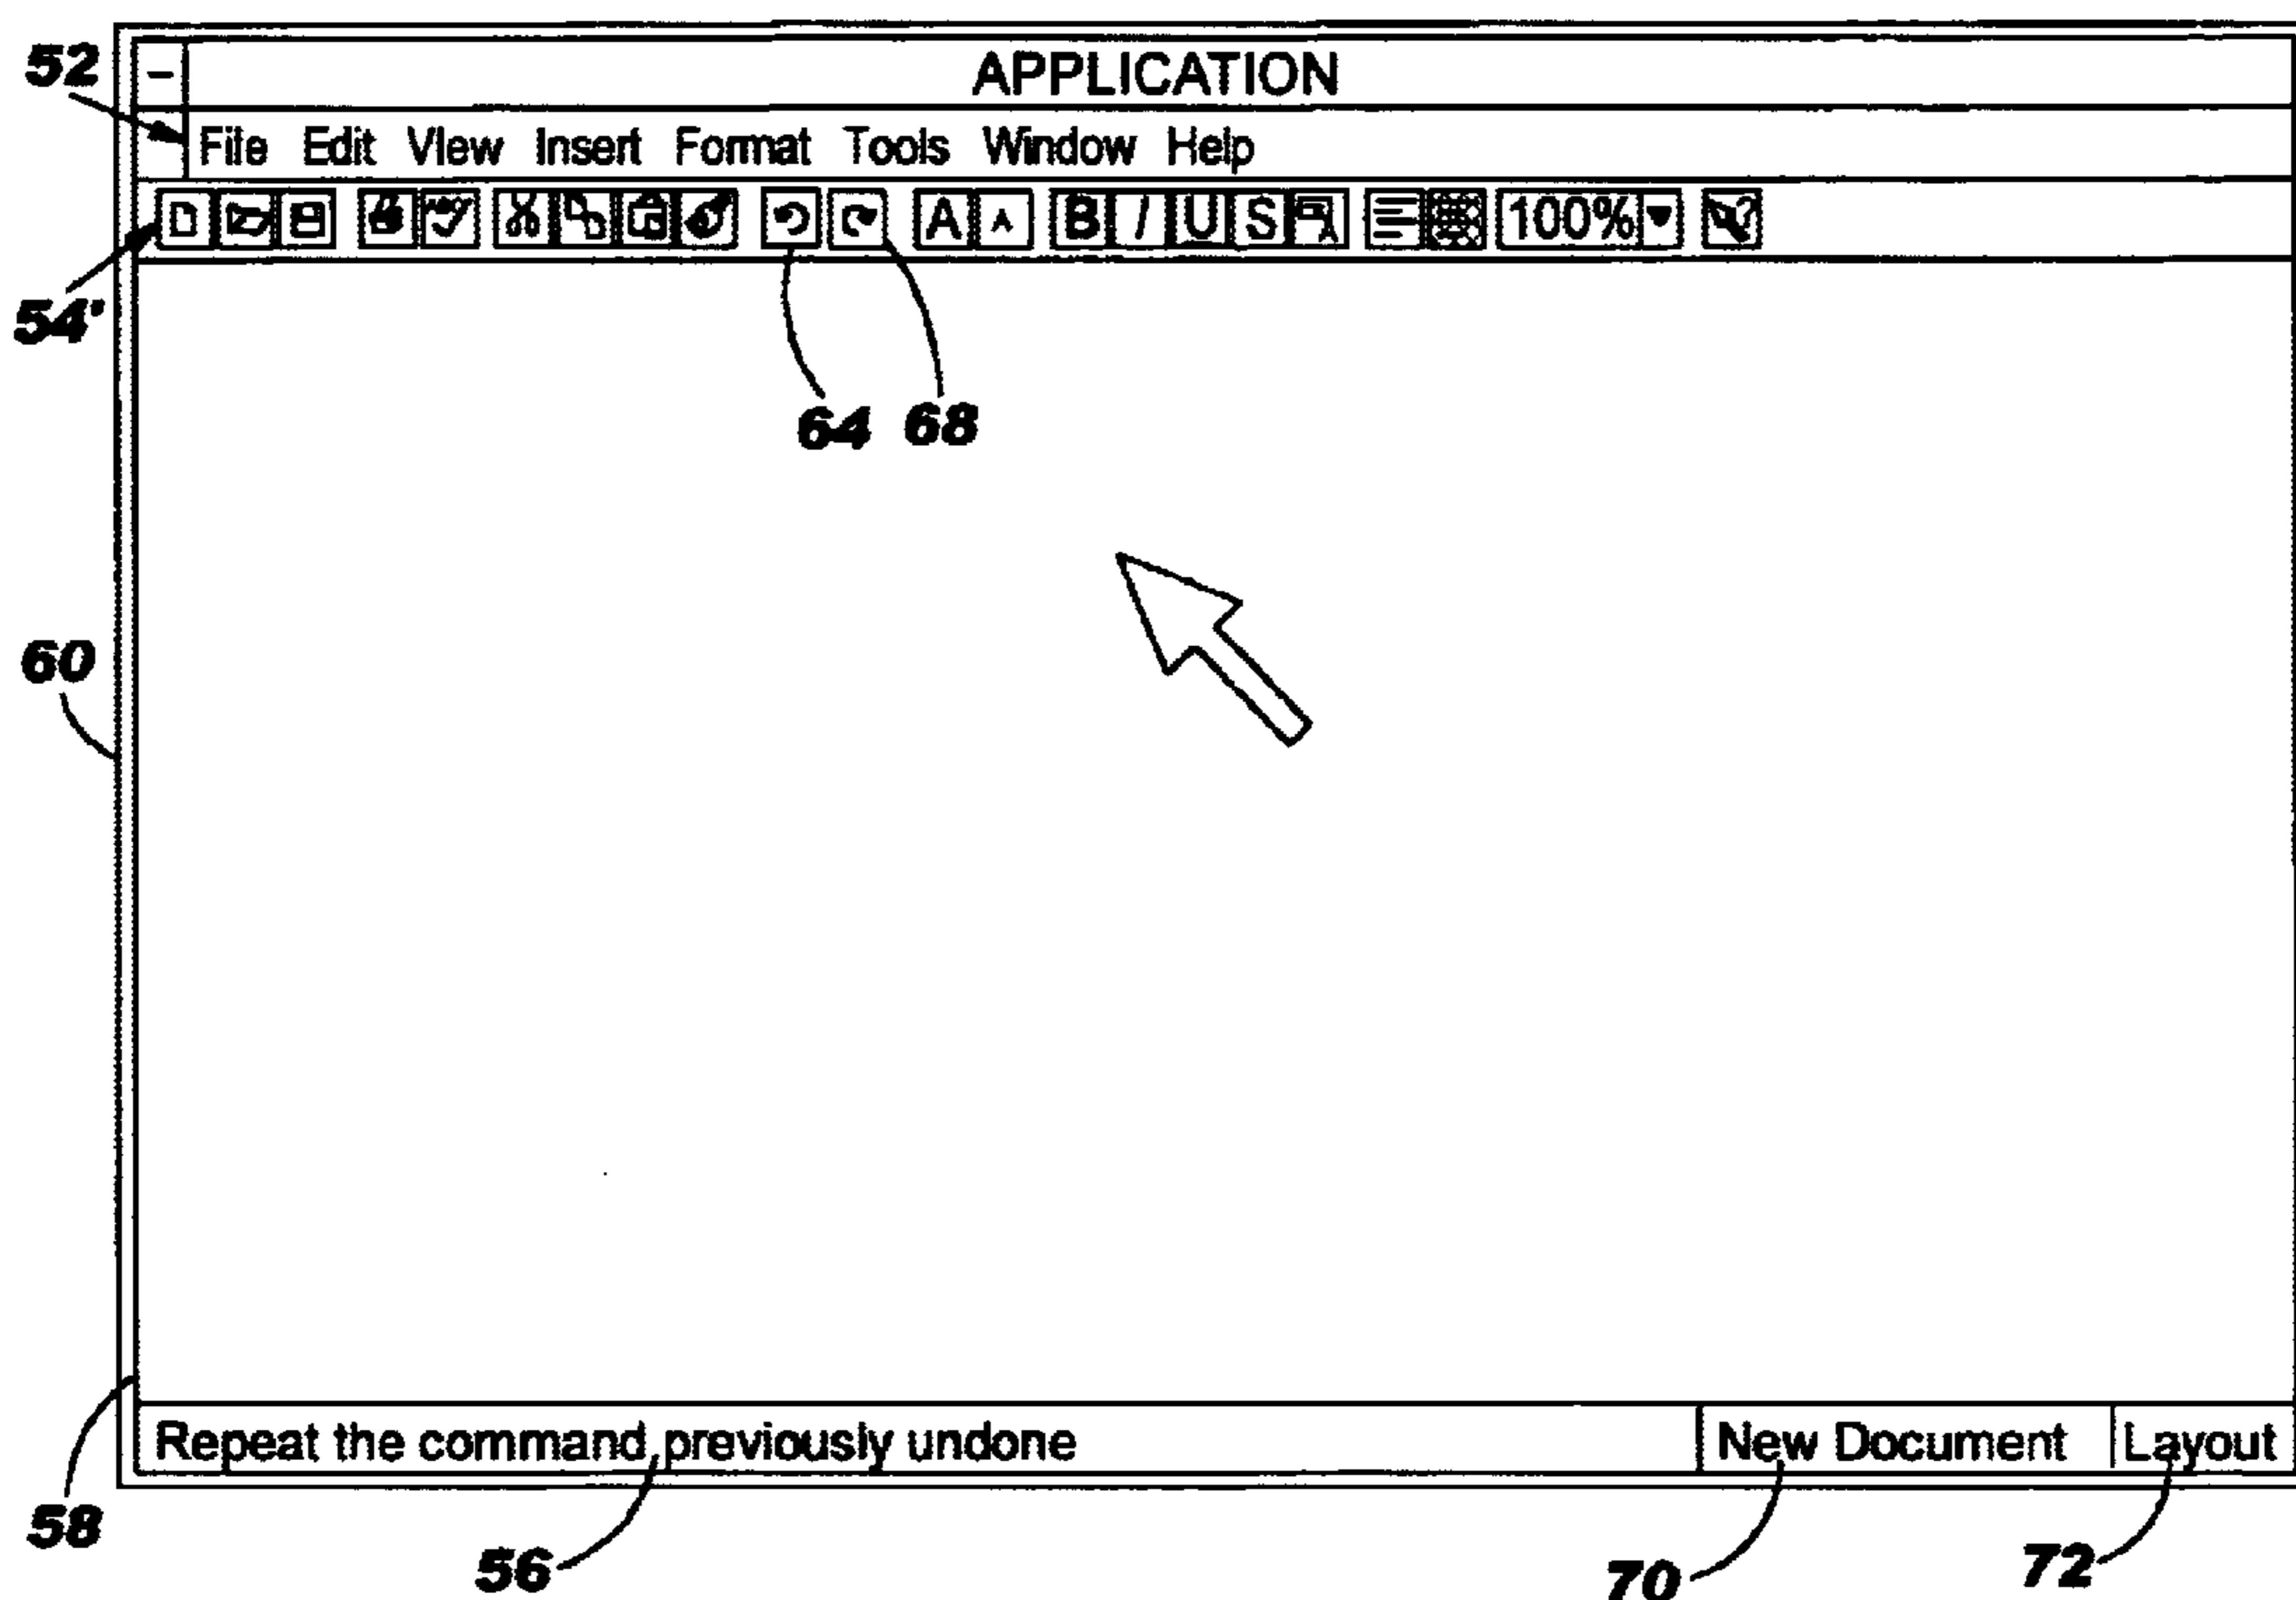 52
APPLICATION
File Edit View Insert Format Tools Window Help
A A B I U S 100% ?
54'
64 68
60
Repeat the command previously undone New Document Layout
58
56
70
72